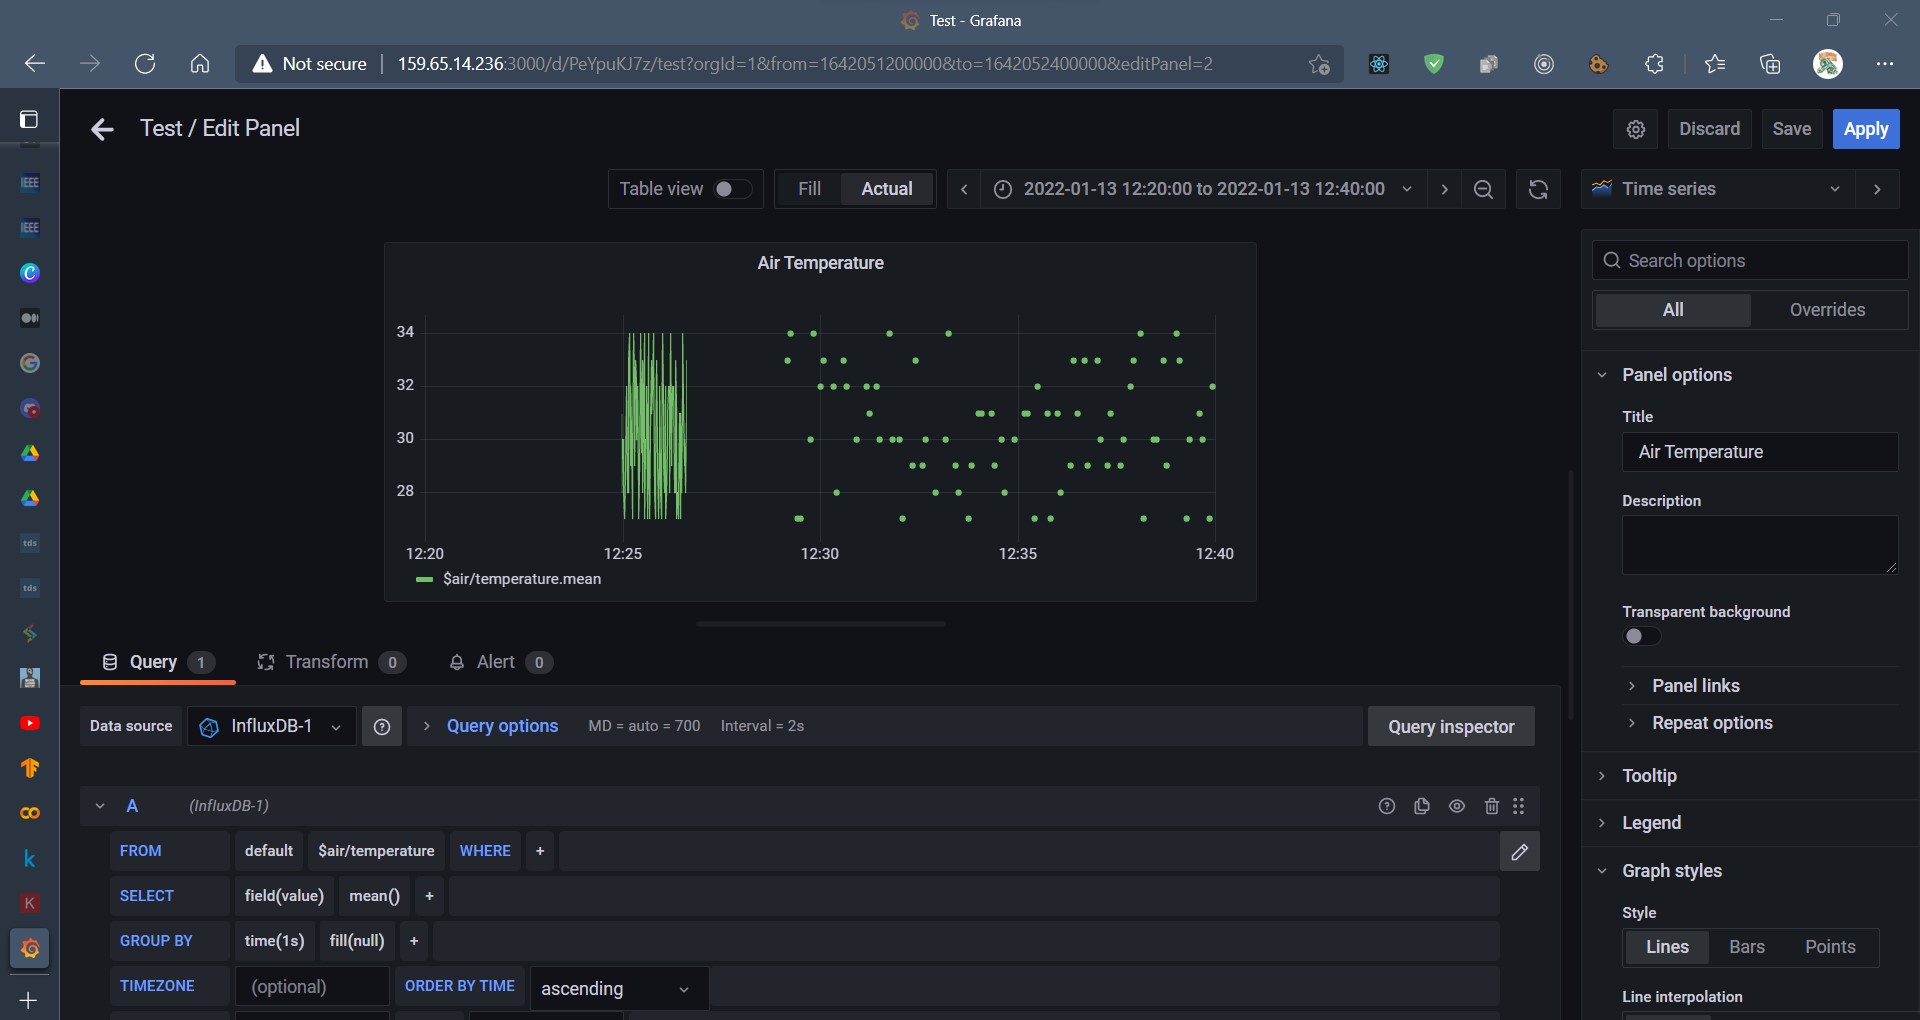 Test - Grafana
Not secure 159.65.14.236:3000/d/PeYpuKJ7z/test?orgId=1&from=1642051200000&to=1642052400000&editPanel=2
Test / Edit Panel
Discard Save Apply
Table view Fill Actual 2022-01-13 12:20:00 to 2022-01-13 12:40:00 Time series
Air Temperature
34
32
30
28
12:20 12:25 12:30 12:35 12:40
$air/temperature.mean
Search options
All Overrides
Panel options
Title
Air Temperature
Description
Transparent background
Panel links
Repeat options
Tooltip
Legend
Graph styles
Style
Lines Bars Points
Line interpolation
Query 1 Transform 0 Alert 0
Data source InfluxDB-1 Query options MD = auto = 700 Interval = 2s Query inspector
A (InfluxDB-1)
FROM default $air/temperature WHERE +
SELECT field(value) mean() +
GROUP BY time(1s) fill(null) +
TIMEZONE (optional) ORDER BY TIME ascending
IEEE
IEEE
tds
tds
k
K